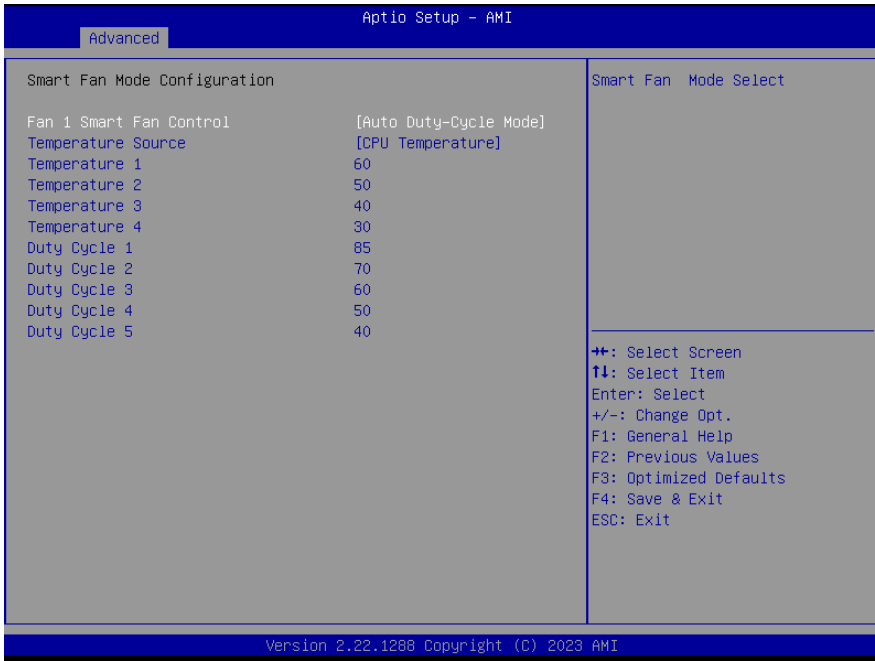 Aptio Setup – AMI
Advanced
Smart Fan Mode Configuration
Fan 1 Smart Fan Control [Auto Duty-Cycle Mode]
Temperature Source [CPU Temperature]
Temperature 1 60
Temperature 2 50
Temperature 3 40
Temperature 4 30
Duty Cycle 1 85
Duty Cycle 2 70
Duty Cycle 3 60
Duty Cycle 4 50
Duty Cycle 5 40
Smart Fan  Mode Select
→←: Select Screen
↑↓: Select Item
Enter: Select
+/-: Change Opt.
F1: General Help
F2: Previous Values
F3: Optimized Defaults
F4: Save & Exit
ESC: Exit
Version 2.22.1288 Copyright (C) 2023 AMI